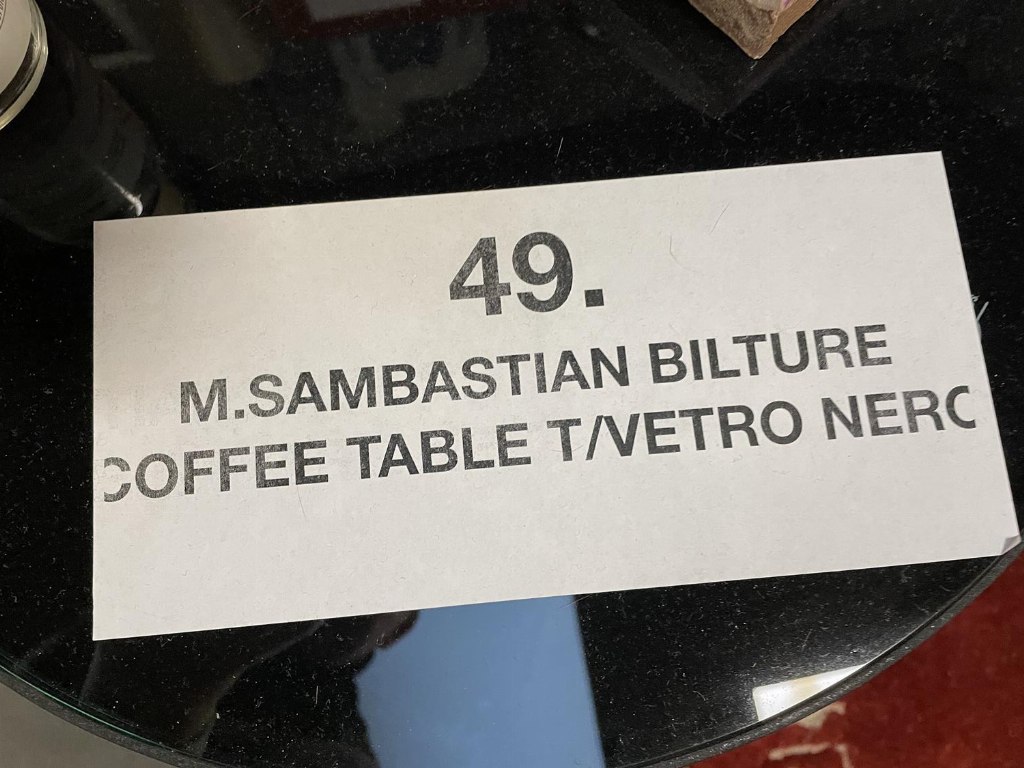 49.
M.SAMBASTIAN BILTURE
COFFEE TABLE T/VETRO NERO